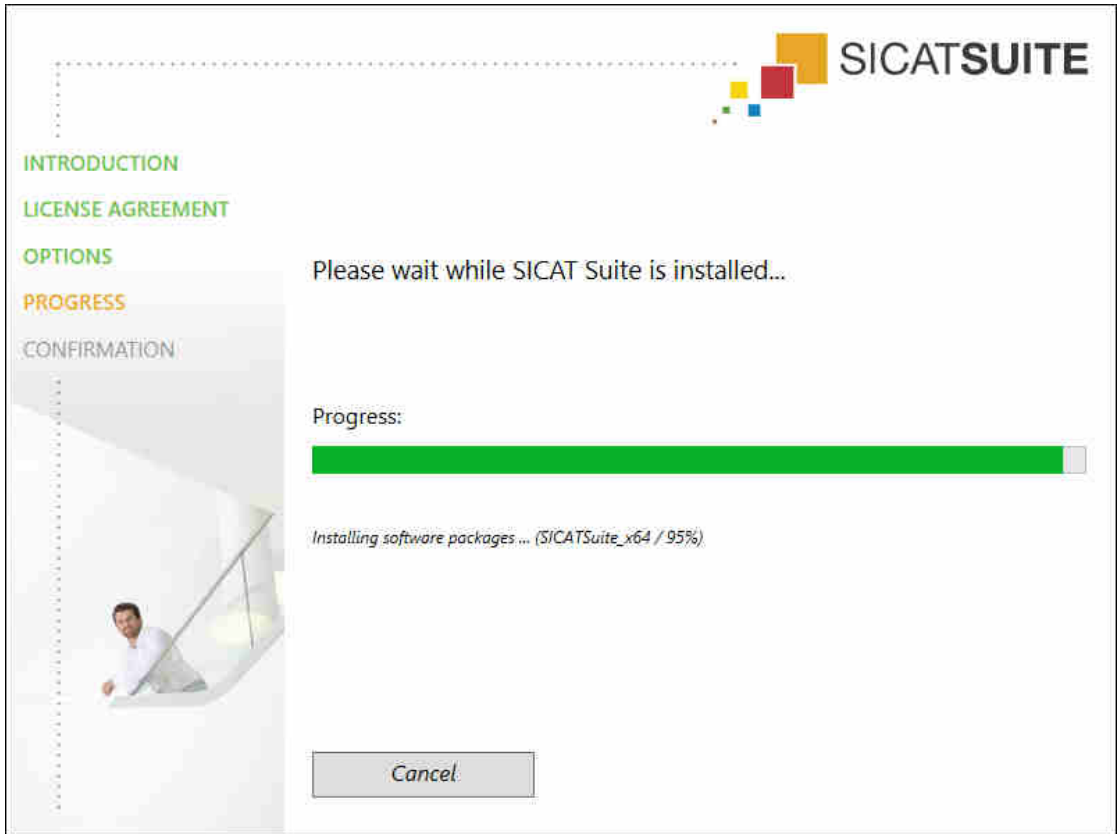 SICATSUITE
INTRODUCTION
LICENSE AGREEMENT
OPTIONS
PROGRESS
CONFIRMATION
Please wait while SICAT Suite is installed...
Progress:
Installing software packages ... (SICATSuite_x64 / 95%)
Cancel